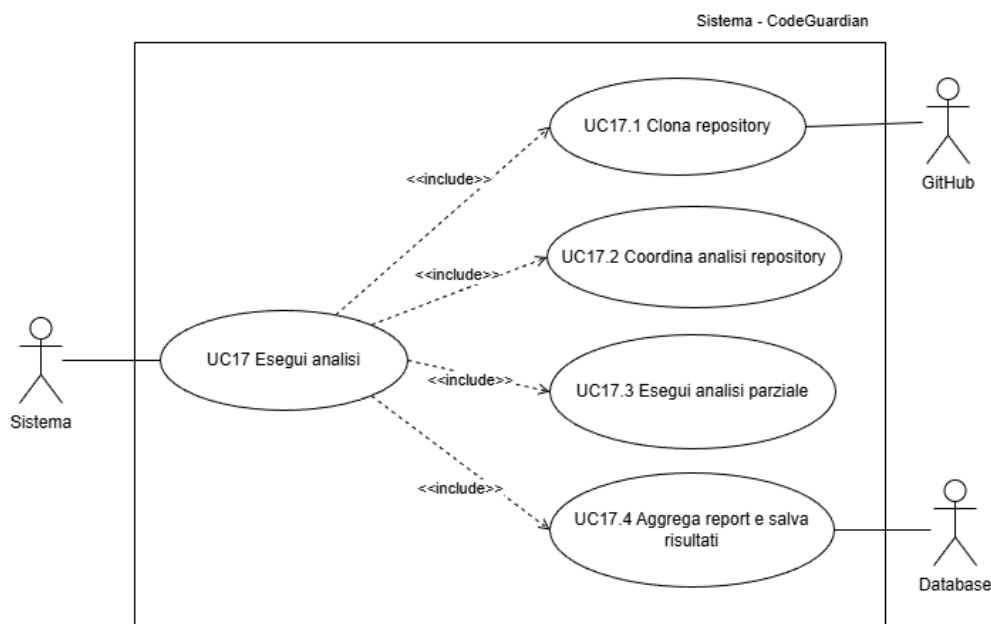 Sistema - CodeGuardian
UC17.1 Clona repository
GitHub
<<include>>
UC17.2 Coordina analisi repository
<<include>>
UC17 Esegui analisi
Sistema
<<include>>
UC17.3 Esegui analisi parziale
<<include>>
UC17.4 Aggrega report e salva
risultati
Database